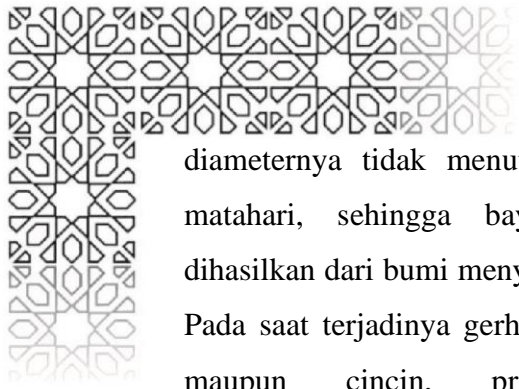 diameternya tidak menu
matahari, sehingga bay
dihasilkan dari bumi meny
Pada saat terjadinya gerh
maupun cincin, pr